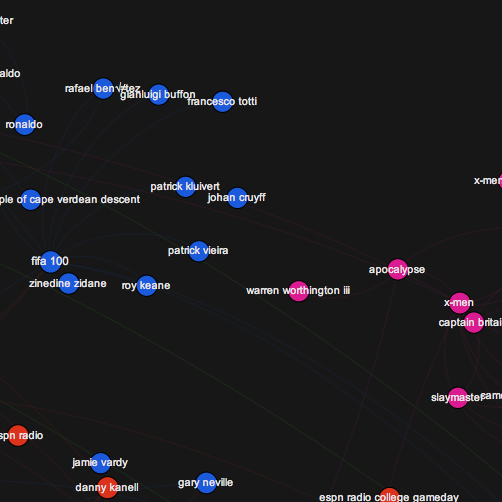 ter
aldo
rafael
gianluigi buffon
francesco totti
ronaldo
x-men
patrick kluivert
ple of cape verdean descent
johan cruyff
patrick vieira
fifa 100
apocalypse
zinedine zidane
roy keane
warren worthington iii
x-men
captain britai
slaymaster
came
spn radio
jamie vardy
gary neville
danny kanell
espn radio college gameday